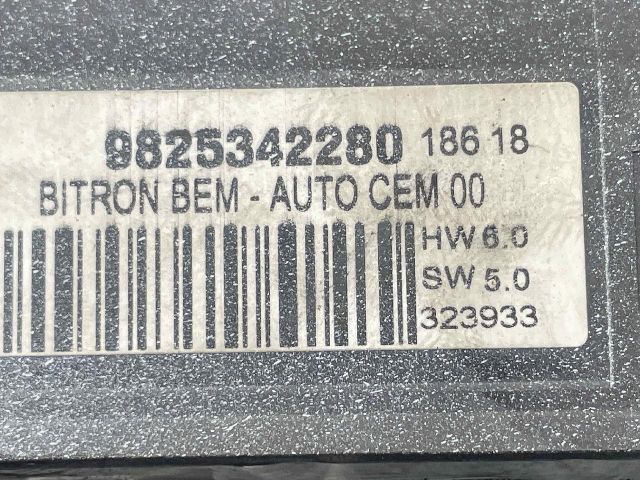 9825342280 186 18
BITRON BEM - AUTO CEM 00
HW 6.0
SW 5.0
323933